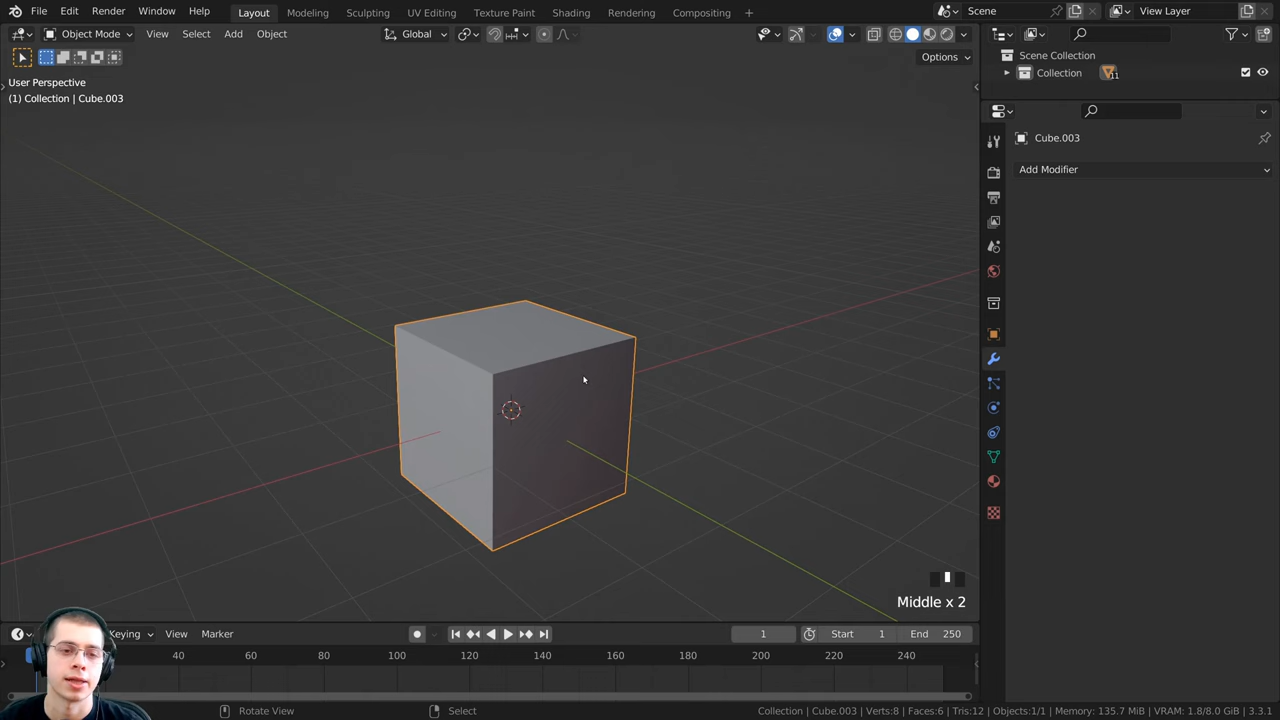 File Edit Render Window Help
Layout Modeling Sculpting UV Editing Texture Paint Shading Rendering Compositing
Scene
View Layer
Object Mode View Select Add Object
Global
Options
User Perspective
(1) Collection | Cube.003
Scene Collection
Collection 11
Cube.003
Add Modifier
Middle x 2
Keying View Marker
1
Start 1 End 250
40 60 80 100 120 140 160 180 200 220 240
Rotate View
Select
Collection | Cube.003 | Verts:8 | Faces:6 | Tris:12 | Objects:1/1 | Memory: 135.7 MiB | VRAM: 1.8/8.0 GiB | 3.3.1